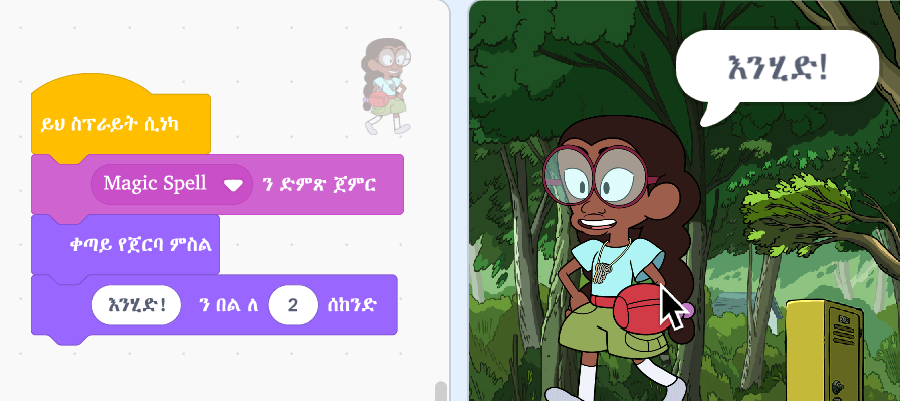 ይህ ስፕራይት ሲነካ
Magic Spell ን ድምጽ ጀምር
ቀጣይ የጀርባ ምስል
እንሂድ! ን በል ለ 2 ሰከንድ
እንሂድ!